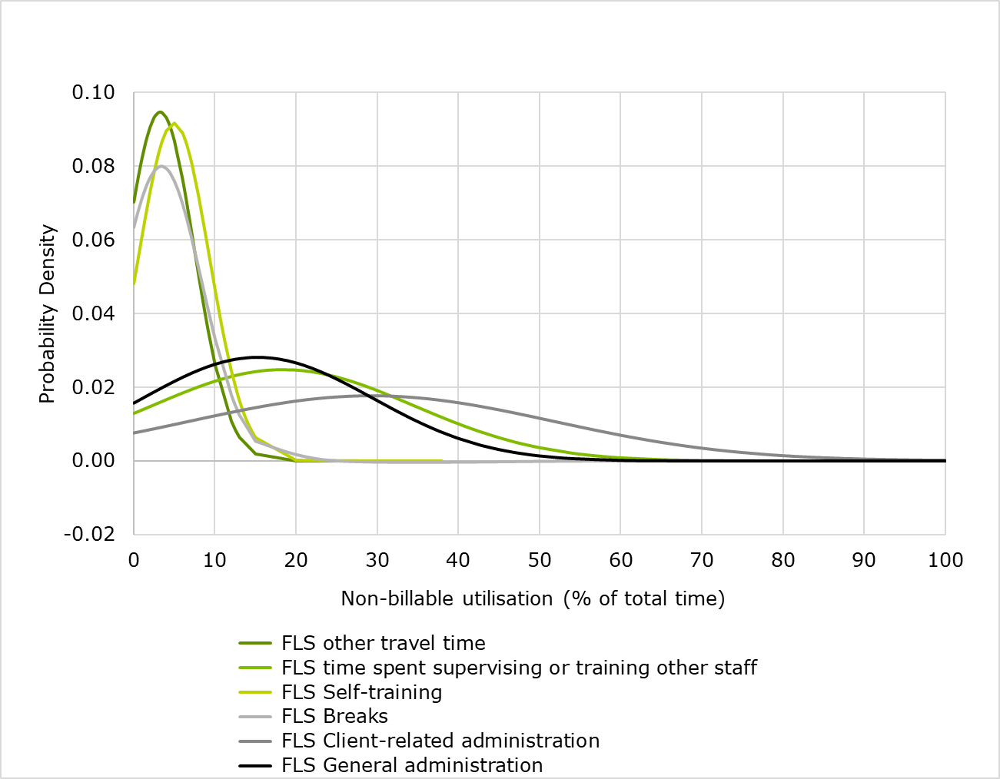 0.10
0.08
0.06
0.04
0.02
0.00
-0.02
Probability Density
0 10 20 30 40 50 60 70 80 90 100
Non-billable utilisation (% of total time)
FLS other travel time
FLS time spent supervising or training other staff
FLS Self-training
FLS Breaks
FLS Client-related administration
FLS General administration